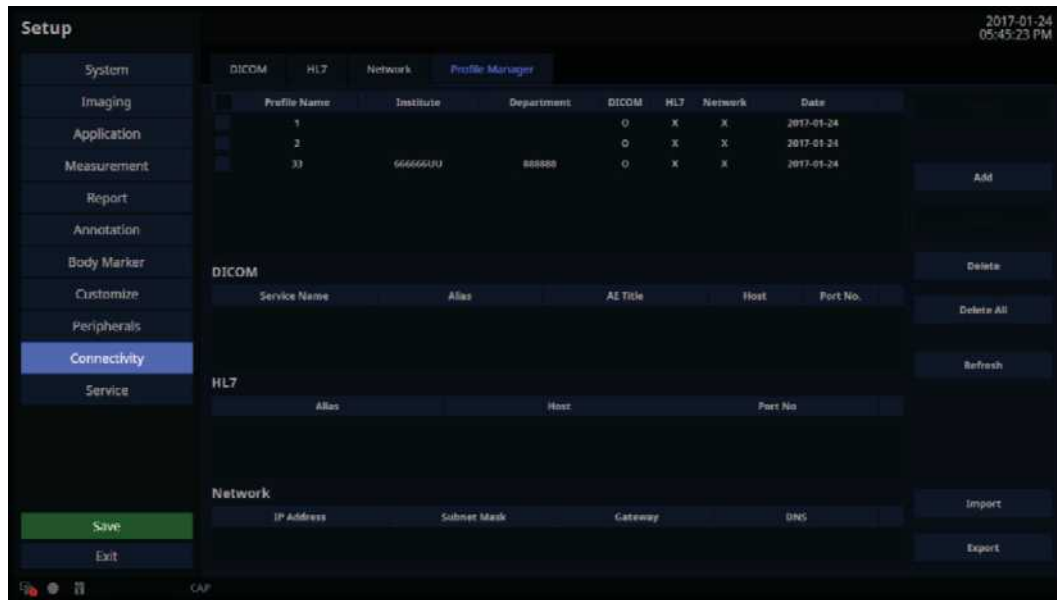 Setup
2017-01-24
05:45:23 PM
System
Imaging
Application
Measurement
Report
Annotation
Body Marker
Customize
Peripherals
Connectivity
Service
Save
Exit
DICOM HL7 Network Profile Manager
Profile Name Institute Department DICOM HL7 Network Date
1 O X X 2017-01-24
2 O X X 2017-01-24
33 666666UU 888888 O X X 2017-01-24
DICOM
Service Name Alias AE Title Host Port No.
HL7
Alias Host Port No
Network
IP Address Subnet Mask Gateway DNS
Add
Delete
Delete All
Refresh
Import
Export
CAP